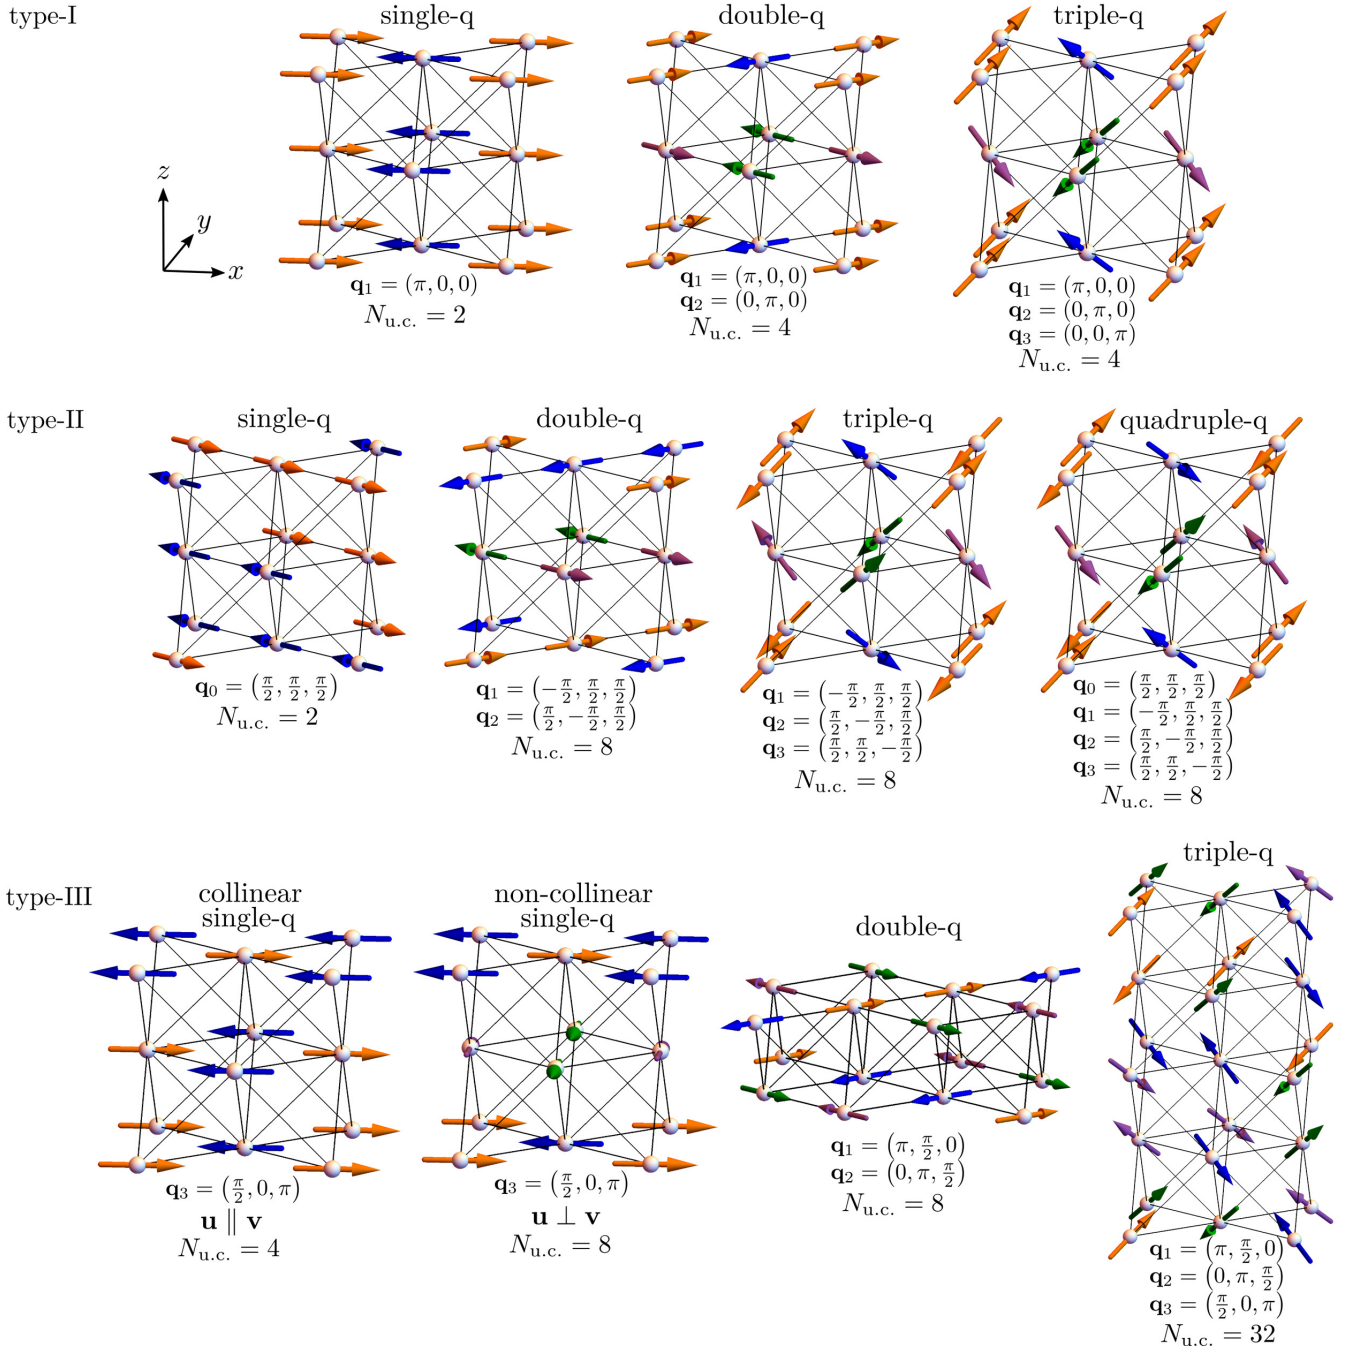 type-I
single-q
double-q
triple-q
z
y
x
q₁ = (π, 0, 0)
N_u.c. = 2
q₁ = (π, 0, 0)
q₂ = (0, π, 0)
N_u.c. = 4
q₁ = (π, 0, 0)
q₂ = (0, π, 0)
q₃ = (0, 0, π)
N_u.c. = 4
type-II
single-q
double-q
triple-q
quadruple-q
q₀ = (π/2, π/2, π/2)
N_u.c. = 2
q₁ = (−π/2, π/2, π/2)
q₂ = (π/2, −π/2, π/2)
N_u.c. = 8
q₁ = (−π/2, π/2, π/2)
q₂ = (π/2, −π/2, π/2)
q₃ = (π/2, π/2, −π/2)
N_u.c. = 8
q₀ = (π/2, π/2, π/2)
q₁ = (−π/2, π/2, π/2)
q₂ = (π/2, −π/2, π/2)
q₃ = (π/2, π/2, −π/2)
N_u.c. = 8
type-III
collinear
single-q
non-collinear
single-q
double-q
triple-q
q₃ = (π/2, 0, π)
u ∥ v
N_u.c. = 4
q₃ = (π/2, 0, π)
u ⊥ v
N_u.c. = 8
q₁ = (π, π/2, 0)
q₂ = (0, π, π/2)
N_u.c. = 8
q₁ = (π, π/2, 0)
q₂ = (0, π, π/2)
q₃ = (π/2, 0, π)
N_u.c. = 32